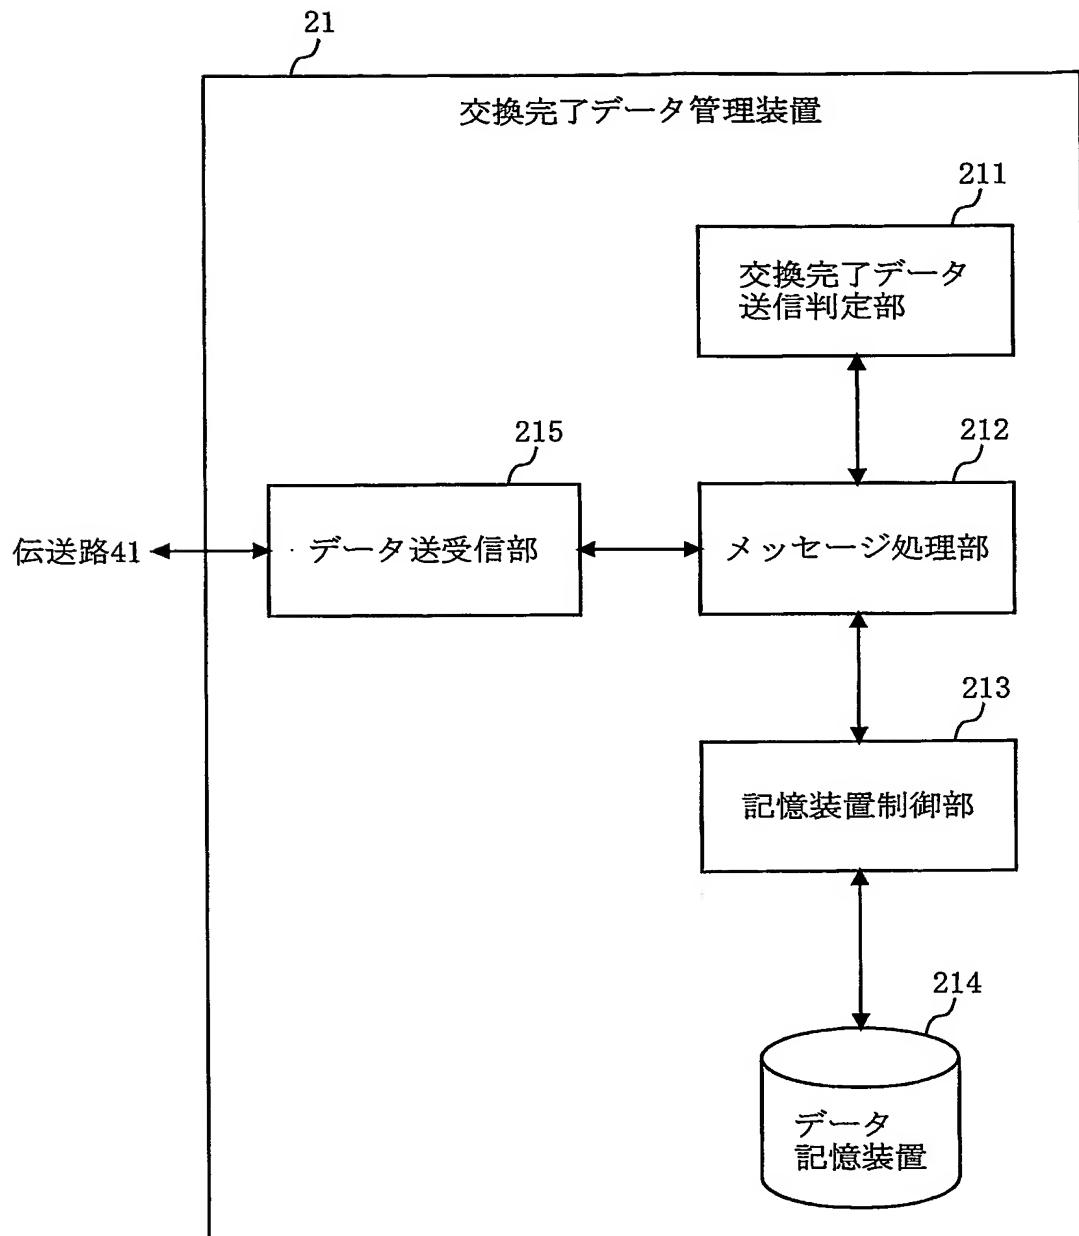 21
交換完了データ管理装置
211
交換完了データ
送信判定部
215
212
伝送路41
データ送受信部
メッセージ処理部
213
記憶装置制御部
214
データ
記憶装置